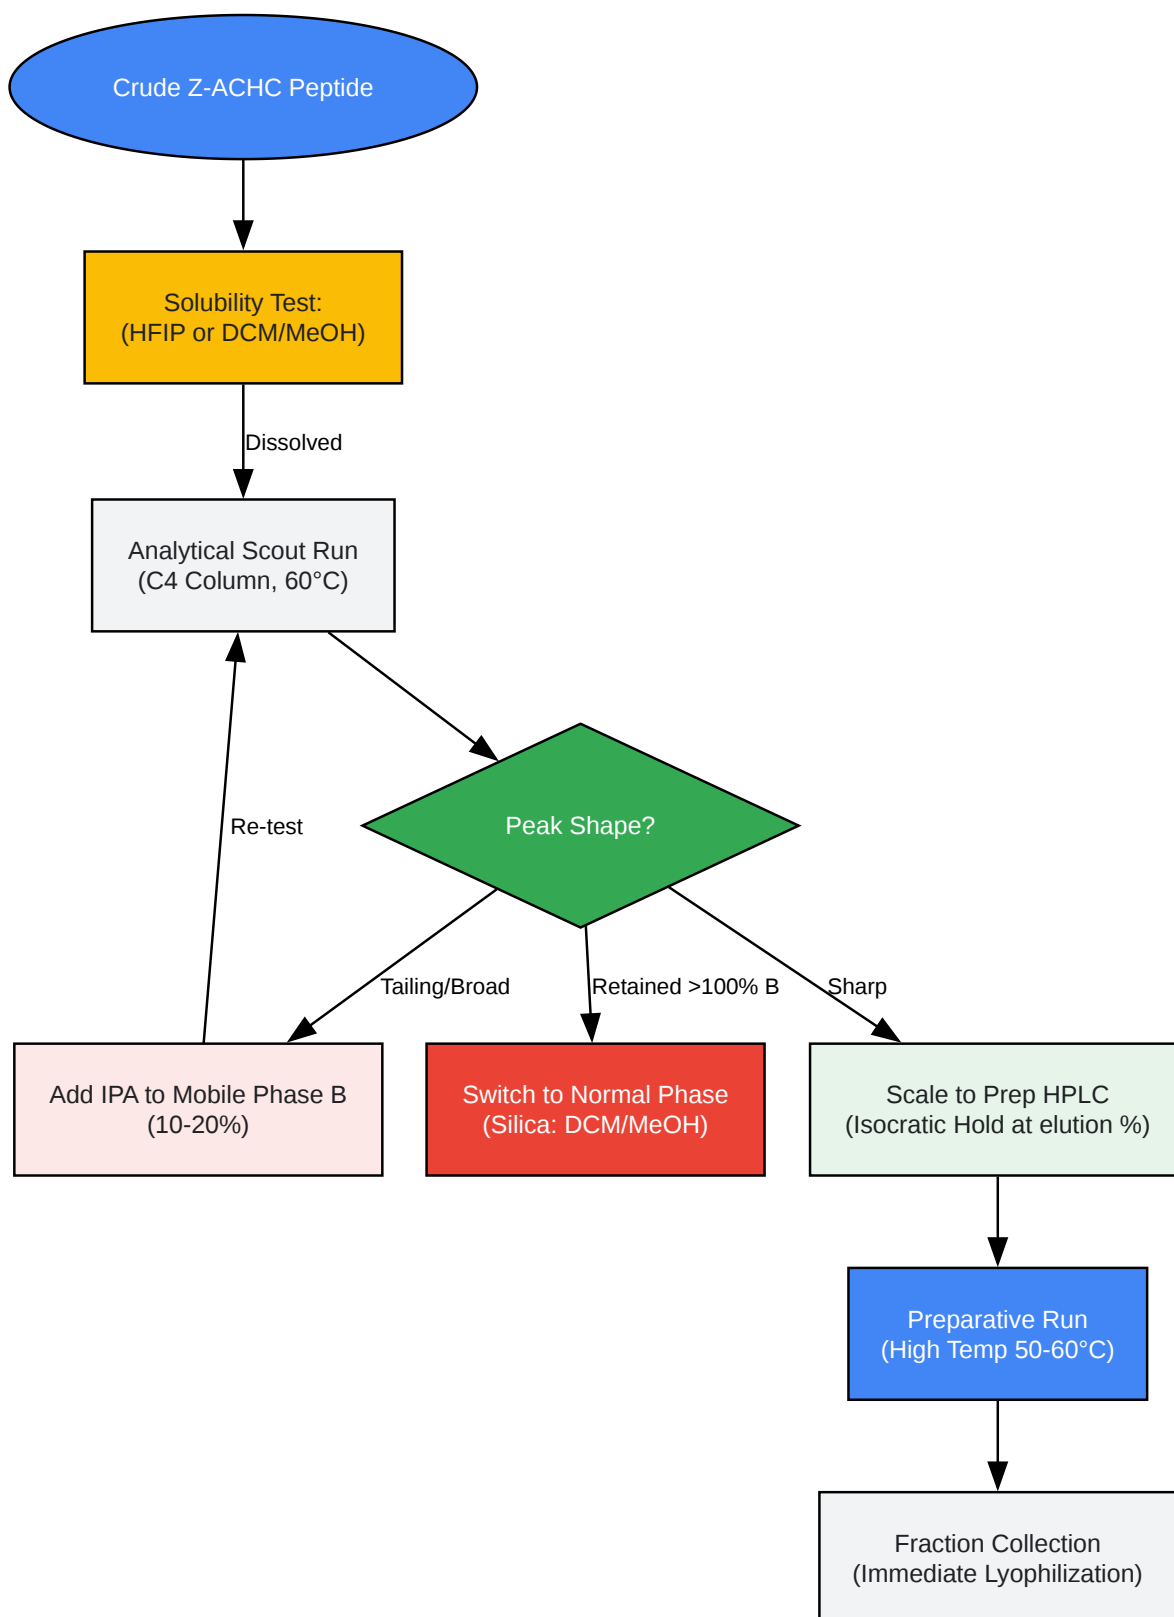 Crude Z-ACHC Peptide
Solubility Test:
(HFIP or DCM/MeOH)
Dissolved
Analytical Scout Run
(C4 Column, 60°C)
Peak Shape?
Re-test
Tailing/Broad
Retained >100% B
Sharp
Add IPA to Mobile Phase B
(10-20%)
Switch to Normal Phase
(Silica: DCM/MeOH)
Scale to Prep HPLC
(Isocratic Hold at elution %)
Preparative Run
(High Temp 50-60°C)
Fraction Collection
(Immediate Lyophilization)